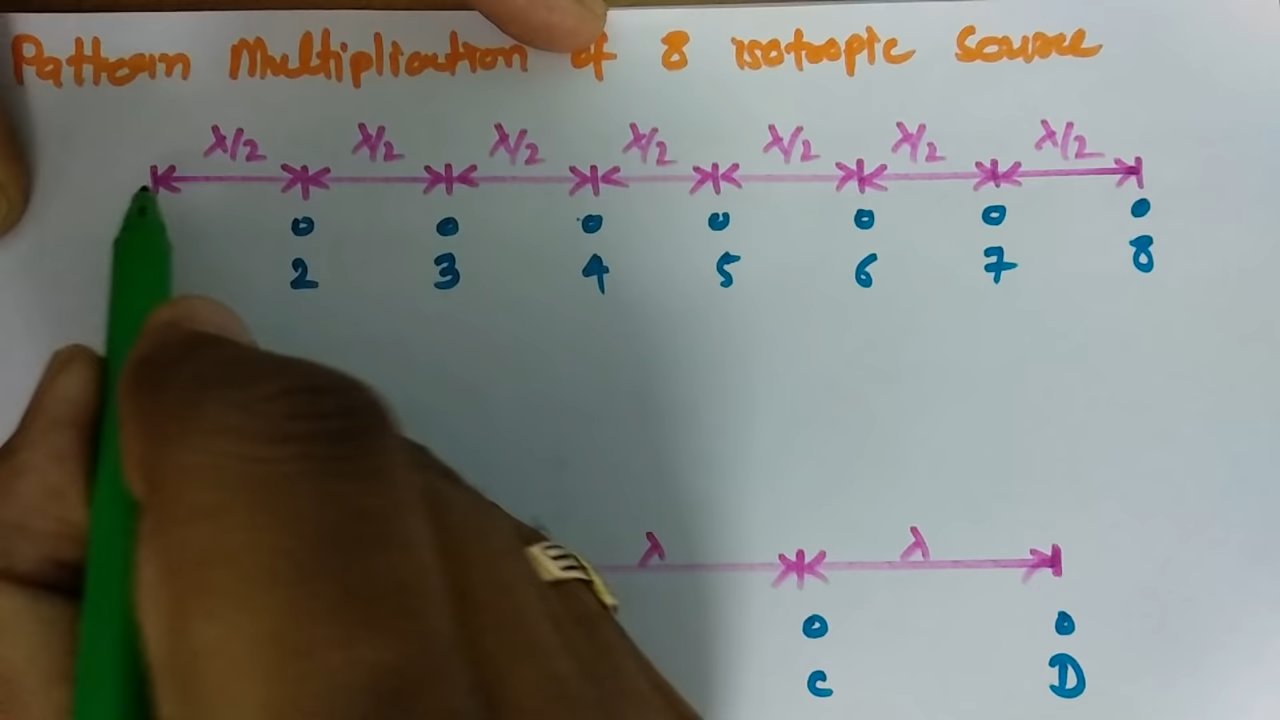 Pattern Multiplication of 8 isotropic source
λ/2 λ/2 λ/2 λ/2 λ/2 λ/2 λ/2
2 3 4 5 6 7 8
λ λ
C D